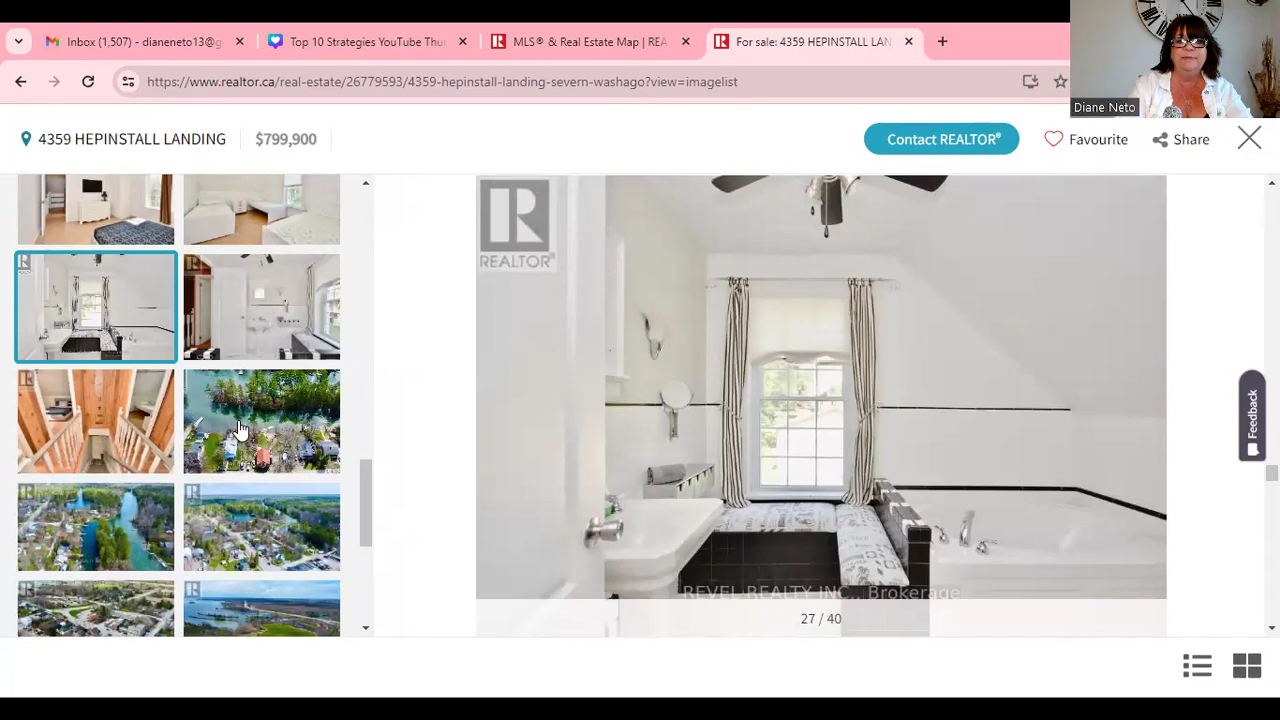 Inbox (1,507) - dianeneto13@g
Top 10 Strategies YouTube Thu
MLS® & Real Estate Map | REA
For sale: 4359 HEPINSTALL LAN
https://www.realtor.ca/real-estate/26779593/4359-hepinstall-landing-severn-washago?view=imagelist
Diane Neto
4359 HEPINSTALL LANDING
$799,900
Contact REALTOR®
Favourite
Share
REALTOR®
Feedback
REVEL REALTY INC., Brokerage
27 / 40